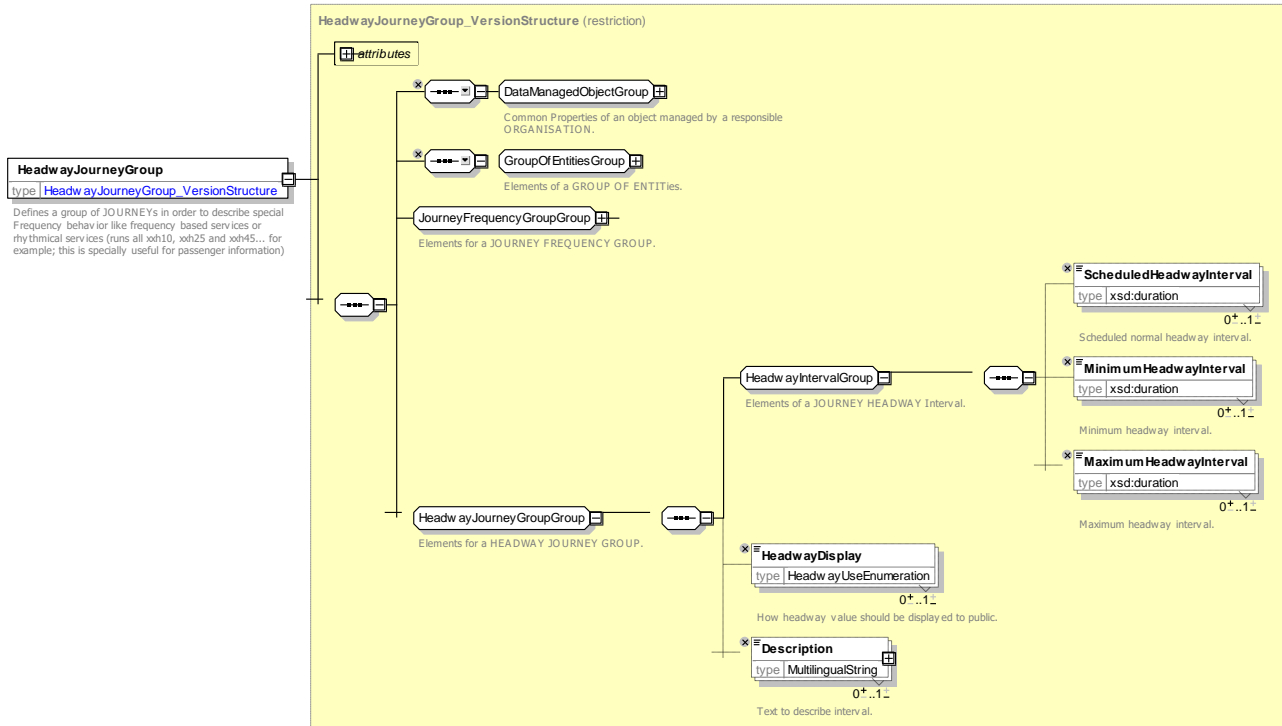 HeadwayJourneyGroup_VersionStructure (restriction)
attributes
DataManagedObjectGroup
Common Properties of an object managed by a responsible
ORGANISATION.
GroupOfEntitiesGroup
Elements of a GROUP OF ENTITies.
HeadwayJourneyGroup
type HeadwayJourneyGroup_VersionStructure
Defines a group of JOURNEYs in order to describe special
Frequency behavior like frequency based services or
rhythmical services (runs all xxh10, xxh25 and xxh45... for
example; this is specially useful for passenger information)
JourneyFrequencyGroupGroup
Elements for a JOURNEY FREQUENCY GROUP.
ScheduledHeadwayInterval
type xsd:duration
0..1
Scheduled normal headway interval.
HeadwayIntervalGroup
Elements of a JOURNEY HEADWAY Interval.
MinimumHeadwayInterval
type xsd:duration
0..1
Minimum headway interval.
MaximumHeadwayInterval
type xsd:duration
0..1
Maximum headway interval.
HeadwayJourneyGroupGroup
Elements for a HEADWAY JOURNEY GROUP.
HeadwayDisplay
type HeadwayUseEnumeration
0..1
How headway value should be displayed to public.
Description
type MultilingualString
0..1
Text to describe interval.